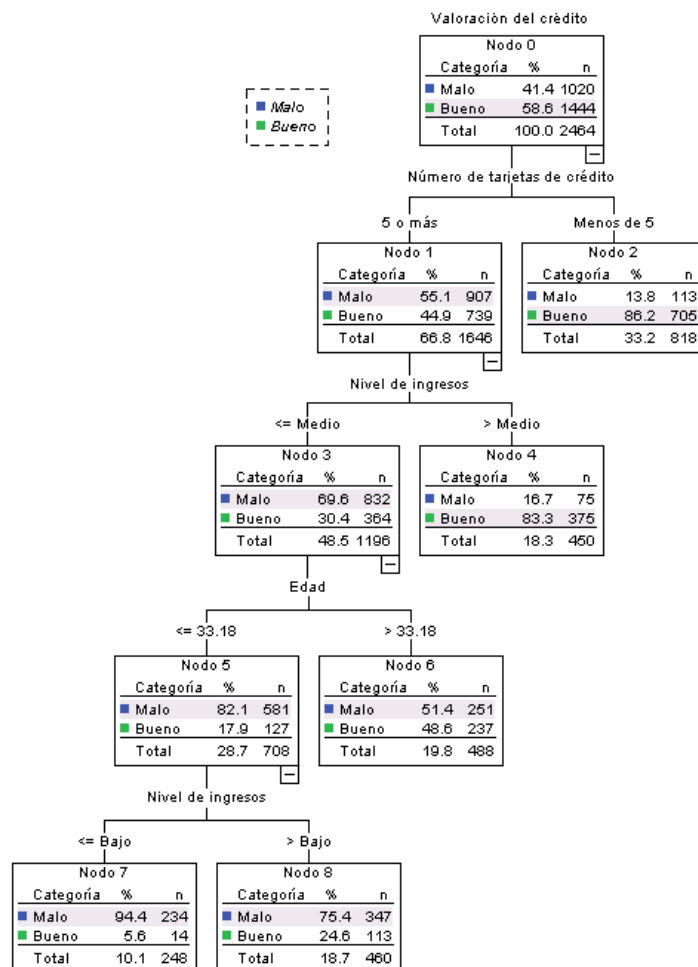 Valoración del crédito
Nodo 0
Categoría % n
Malo 41.4 1020
Bueno 58.6 1444
Total 100.0 2464
Malo
Bueno
Número de tarjetas de crédito
5 o más
Menos de 5
Nodo 1
Categoría % n
Malo 55.1 907
Bueno 44.9 739
Total 66.8 1646
Nodo 2
Categoría % n
Malo 13.8 113
Bueno 86.2 705
Total 33.2 818
Nivel de ingresos
<= Medio
> Medio
Nodo 3
Categoría % n
Malo 69.6 832
Bueno 30.4 364
Total 48.5 1196
Nodo 4
Categoría % n
Malo 16.7 75
Bueno 83.3 375
Total 18.3 450
Edad
<= 33.18
> 33.18
Nodo 5
Categoría % n
Malo 82.1 581
Bueno 17.9 127
Total 28.7 708
Nodo 6
Categoría % n
Malo 51.4 251
Bueno 48.6 237
Total 19.8 488
Nivel de ingresos
<= Bajo
> Bajo
Nodo 7
Categoría % n
Malo 94.4 234
Bueno 5.6 14
Total 10.1 248
Nodo 8
Categoría % n
Malo 75.4 347
Bueno 24.6 113
Total 18.7 460